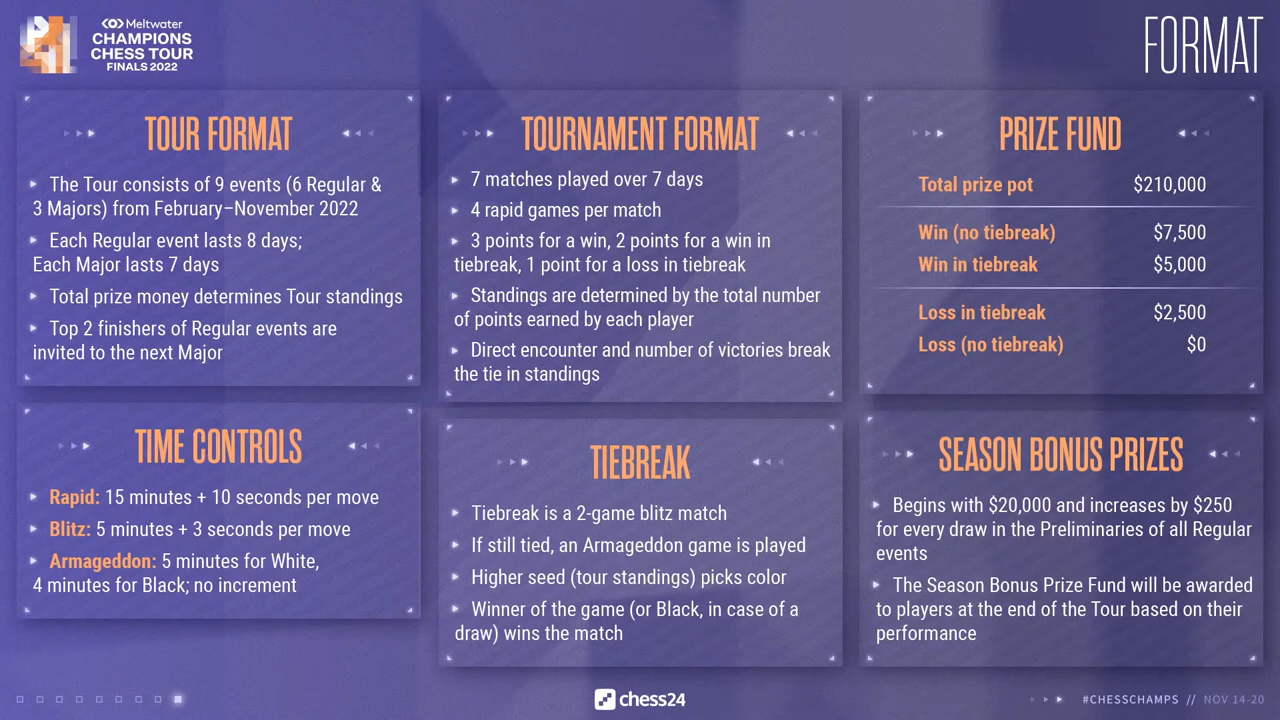 Meltwater
CHAMPIONS
CHESS TOUR
FINALS 2022
FORMAT
TOUR FORMAT
The Tour consists of 9 events (6 Regular &
3 Majors) from February–November 2022
Each Regular event lasts 8 days;
Each Major lasts 7 days
Total prize money determines Tour standings
Top 2 finishers of Regular events are
invited to the next Major
TOURNAMENT FORMAT
7 matches played over 7 days
4 rapid games per match
3 points for a win, 2 points for a win in
tiebreak, 1 point for a loss in tiebreak
Standings are determined by the total number
of points earned by each player
Direct encounter and number of victories break
the tie in standings
PRIZE FUND
Total prize pot $210,000
Win (no tiebreak) $7,500
Win in tiebreak $5,000
Loss in tiebreak $2,500
Loss (no tiebreak) $0
TIME CONTROLS
Rapid: 15 minutes + 10 seconds per move
Blitz: 5 minutes + 3 seconds per move
Armageddon: 5 minutes for White,
4 minutes for Black; no increment
TIEBREAK
Tiebreak is a 2-game blitz match
If still tied, an Armageddon game is played
Higher seed (tour standings) picks color
Winner of the game (or Black, in case of a
draw) wins the match
SEASON BONUS PRIZES
Begins with $20,000 and increases by $250
for every draw in the Preliminaries of all Regular
events
The Season Bonus Prize Fund will be awarded
to players at the end of the Tour based on their
performance
chess24
#CHESSCHAMPS // NOV 14-20